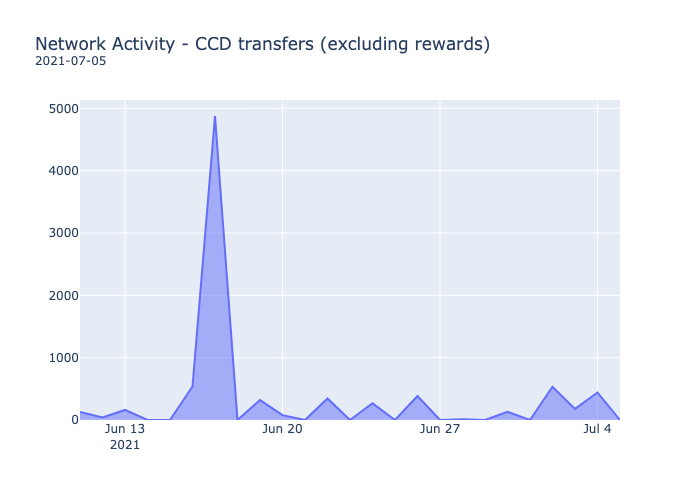 Network Activity - CCD transfers (excluding rewards)
2021-07-05
5000
4000
3000
2000
1000
0
Jun 13
2021
Jun 20
Jun 27
Jul 4